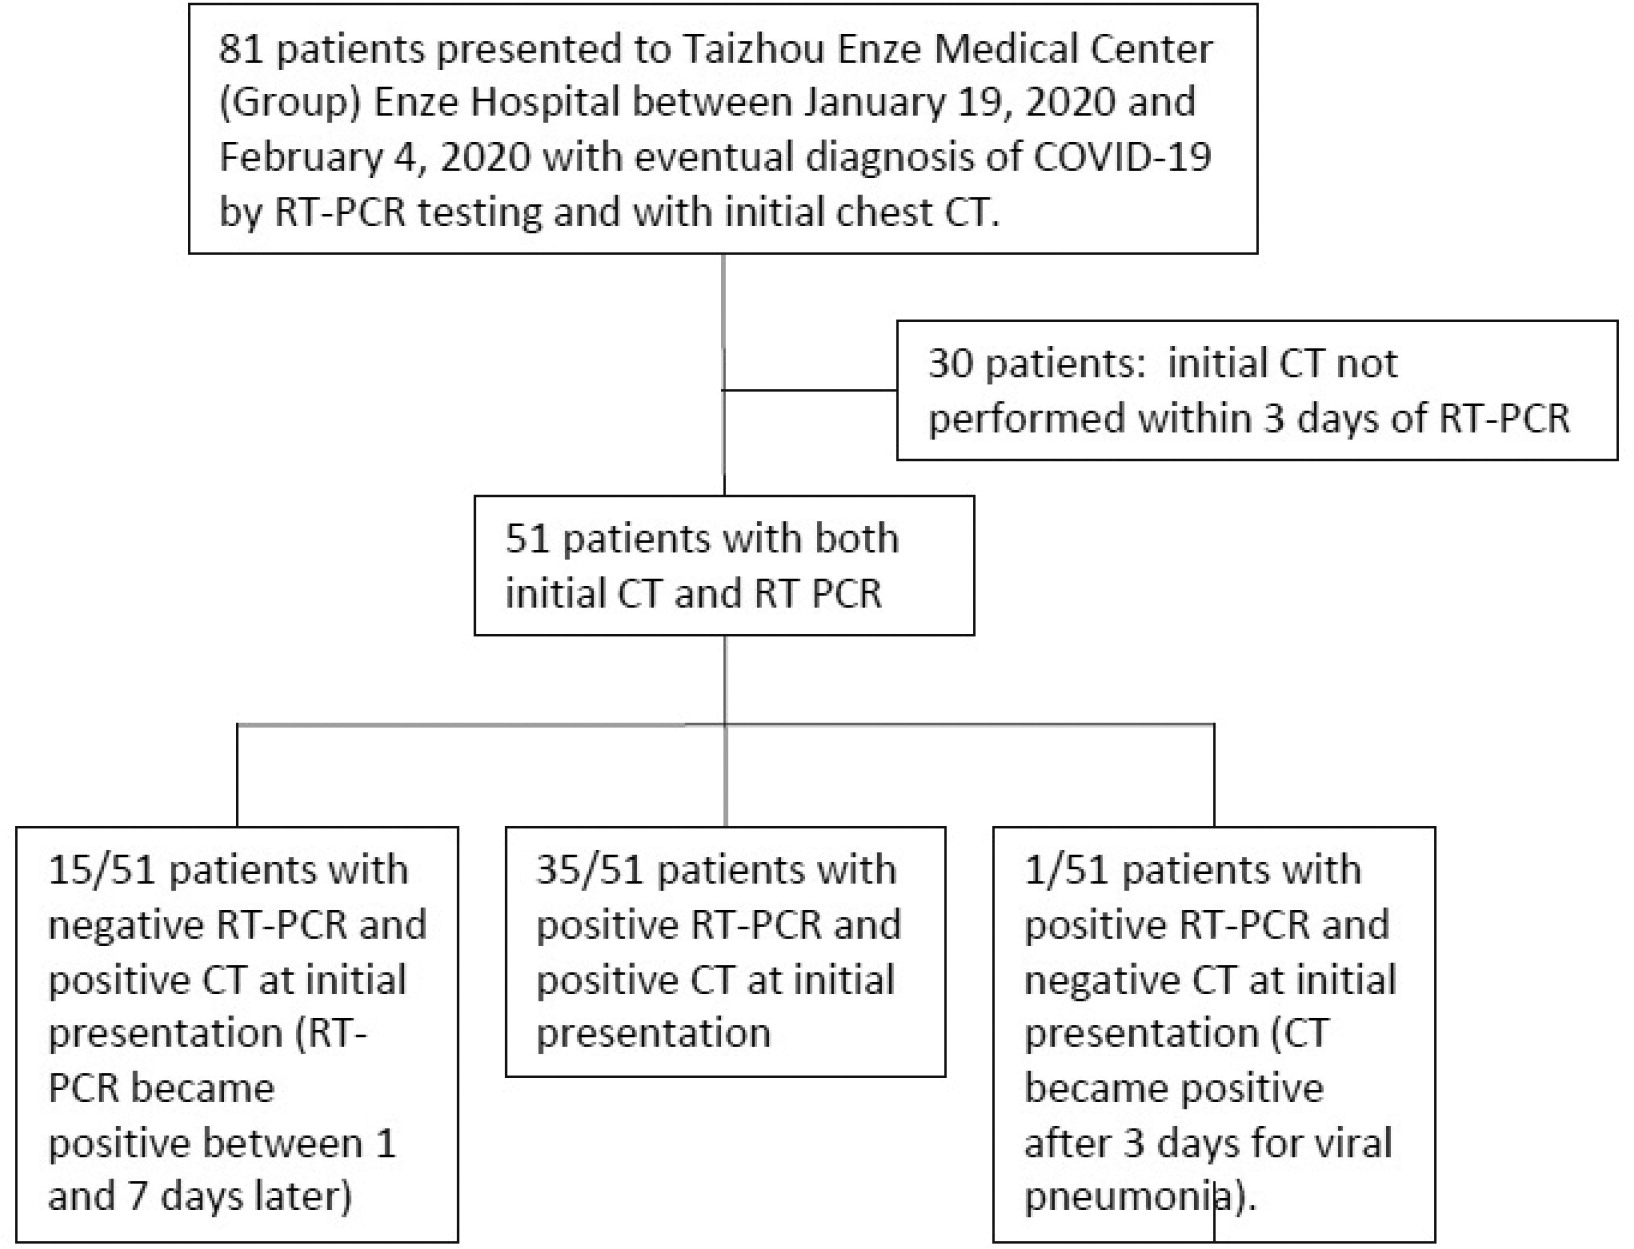 81 patients presented to Taizhou Enze Medical Center
(Group) Enze Hospital between January 19, 2020 and
February 4, 2020 with eventual diagnosis of COVID-19
by RT-PCR testing and with initial chest CT.
30 patients:  initial CT not
performed within 3 days of RT-PCR
51 patients with both
initial CT and RT PCR
15/51 patients with
negative RT-PCR and
positive CT at initial
presentation (RT-
PCR became
positive between 1
and 7 days later)
35/51 patients with
positive RT-PCR and
positive CT at initial
presentation
1/51 patients with
positive RT-PCR and
negative CT at initial
presentation (CT
became positive
after 3 days for viral
pneumonia).